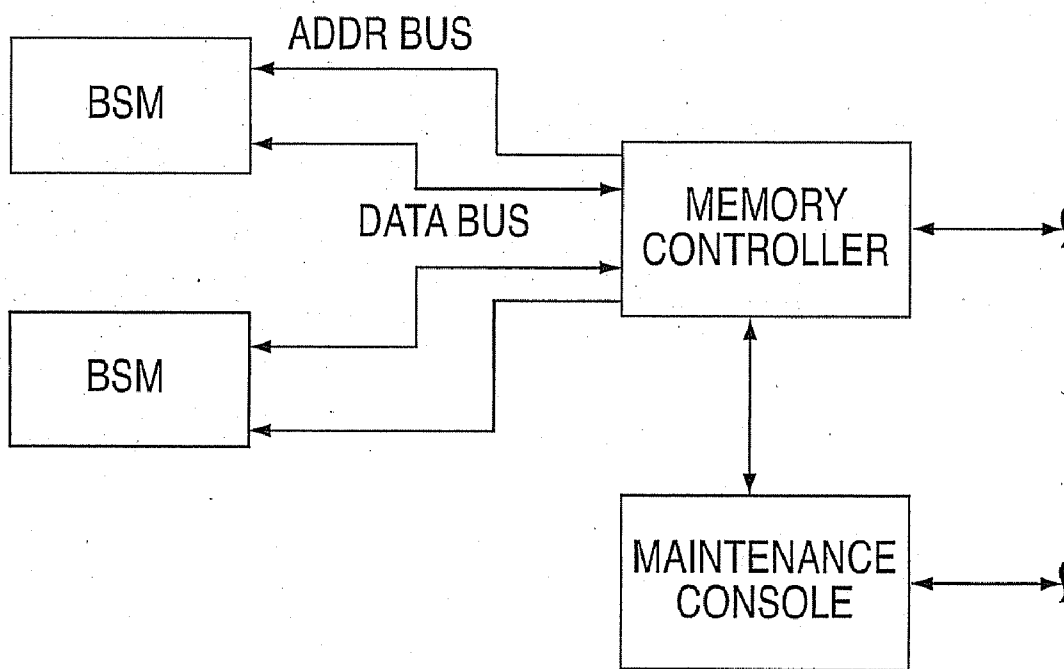 ADDR BUS
BSM
DATA BUS
MEMORY
CONTROLLER
BSM
MAINTENANCE
CONSOLE